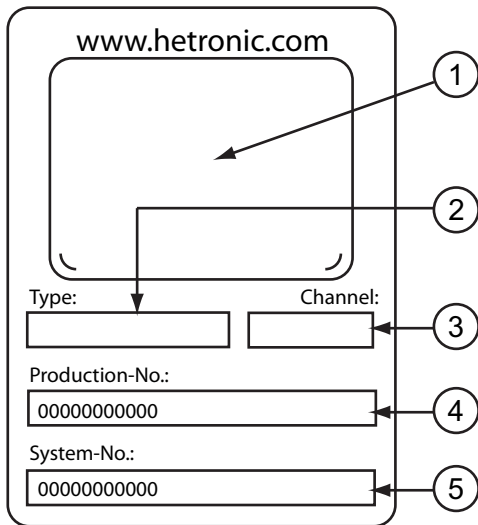 www.hetronic.com
1
2
Type: Channel:
3
Production-No.:
00000000000
4
System-No.:
00000000000
5